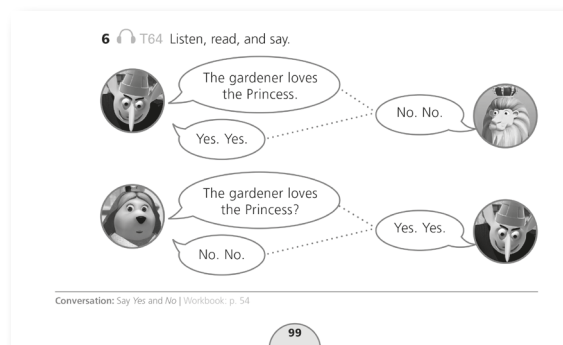 6 T64 Listen, read, and say.
The gardener loves
the Princess.
No. No.
Yes. Yes.
The gardener loves
the Princess?
Yes. Yes.
No. No.
Conversation: Say Yes and No | Workbook: p. 54
99